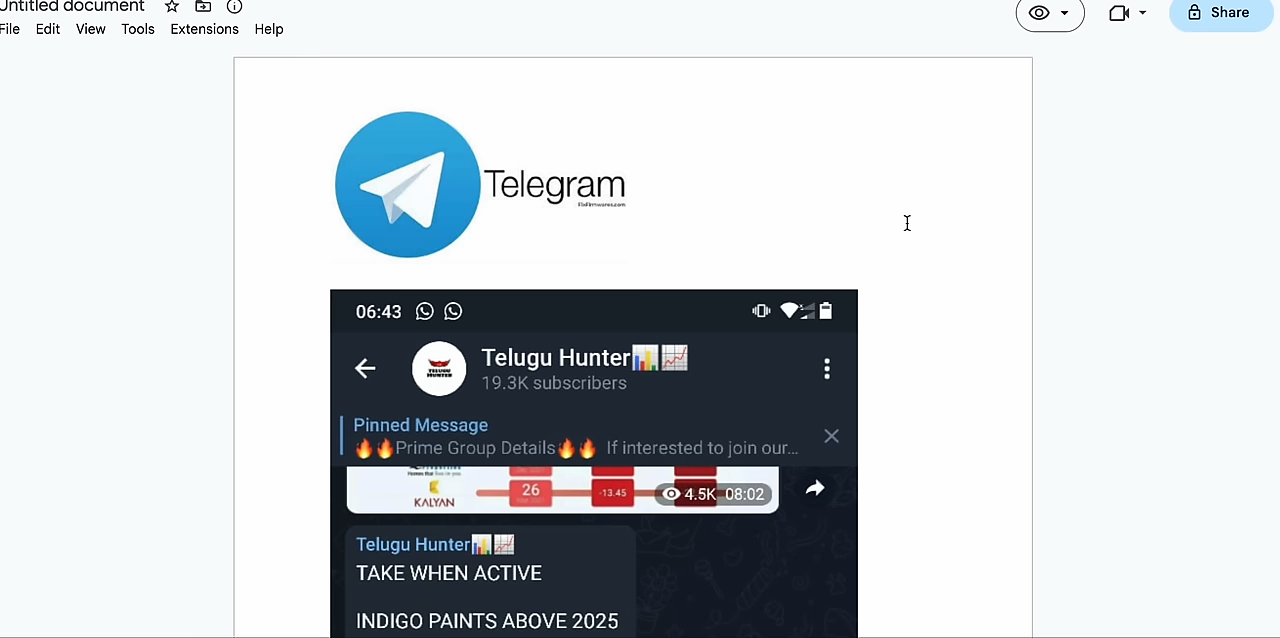 Untitled document
File Edit View Tools Extensions Help
Share
Telegram
06:43
Telugu Hunter📊📈
19.3K subscribers
Pinned Message
🔥🔥Prime Group Details🔥🔥 If interested to join our...
TELUGU
HUNTER
KALYAN
26
-13.45
4.5K 08:02
Telugu Hunter📊📈
TAKE WHEN ACTIVE
INDIGO PAINTS ABOVE 2025